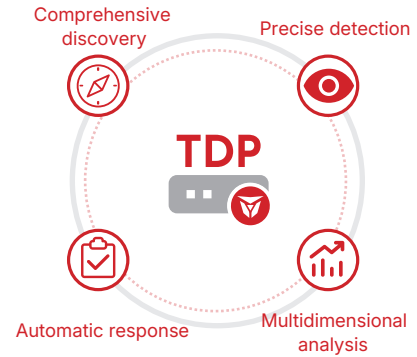 Comprehensive
discovery
Precise detection
TDP
Automatic response
Multidimensional
analysis